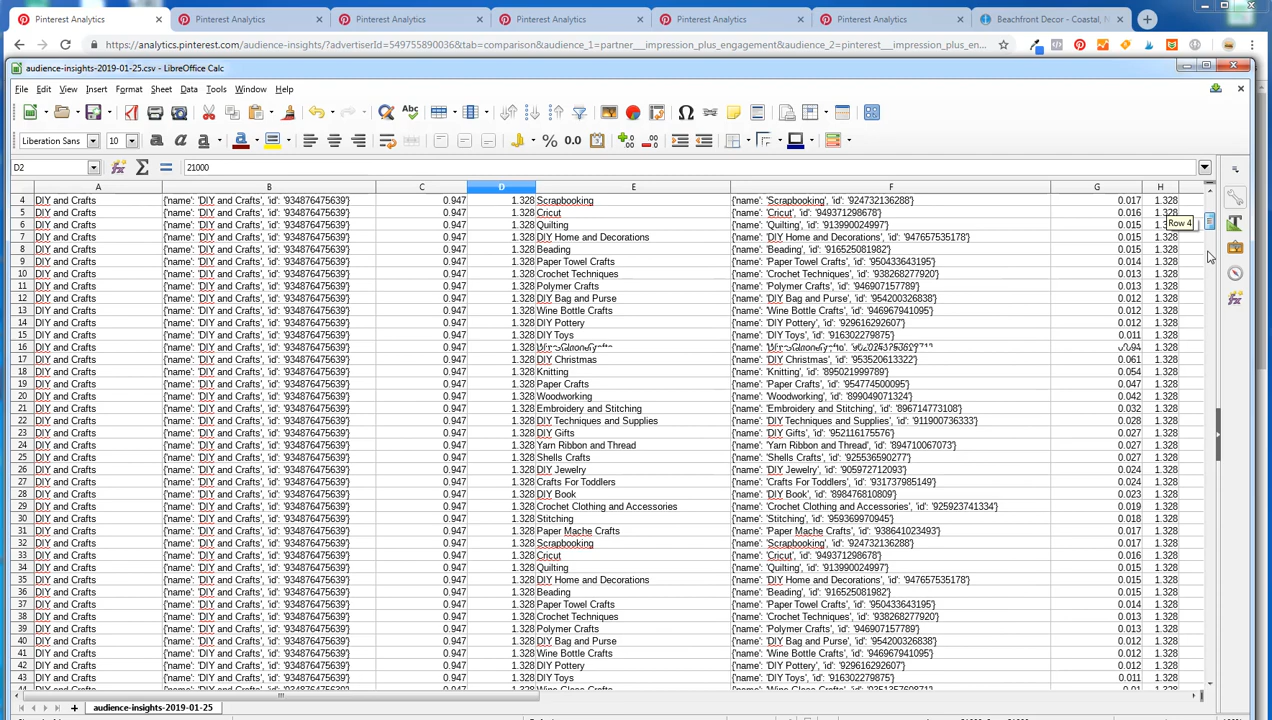 Pinterest Analytics Pinterest Analytics Pinterest Analytics Pinterest Analytics Pinterest Analytics Pinterest Analytics Beachfront Decor - Coastal, N
https://analytics.pinterest.com/audience-insights/?advertiserId=549755890036&tab=comparison&audience_1=partner__impression_plus_engagement&audience_2=pinterest__impression_plus_en...
audience-insights-2019-01-25.csv - LibreOffice Calc
File Edit View Insert Format Sheet Data Tools Window Help
Liberation Sans 10
D2 21000
A B C D E F G H
4 DIY and Crafts {'name': 'DIY and Crafts', 'id': '934876475639'} 0.947 1.328 Scrapbooking {'name': 'Scrapbooking', 'id': '924732136288'} 0.017 1.328
5 DIY and Crafts {'name': 'DIY and Crafts', 'id': '934876475639'} 0.947 1.328 Cricut {'name': 'Cricut', 'id': '949371298678'} 0.016 1.328
6 DIY and Crafts {'name': 'DIY and Crafts', 'id': '934876475639'} 0.947 1.328 Quilting {'name': 'Quilting', 'id': '913990024997'} 0.015 Row 4
7 DIY and Crafts {'name': 'DIY and Crafts', 'id': '934876475639'} 0.947 1.328 DIY Home and Decorations {'name': 'DIY Home and Decorations', 'id': '947657535178'} 0.015 1.328
8 DIY and Crafts {'name': 'DIY and Crafts', 'id': '934876475639'} 0.947 1.328 Beading {'name': 'Beading', 'id': '916525081982'} 0.015 1.328
9 DIY and Crafts {'name': 'DIY and Crafts', 'id': '934876475639'} 0.947 1.328 Paper Towel Crafts {'name': 'Paper Towel Crafts', 'id': '950433643195'} 0.014 1.328
10 DIY and Crafts {'name': 'DIY and Crafts', 'id': '934876475639'} 0.947 1.328 Crochet Techniques {'name': 'Crochet Techniques', 'id': '938268277920'} 0.013 1.328
11 DIY and Crafts {'name': 'DIY and Crafts', 'id': '934876475639'} 0.947 1.328 Polymer Crafts {'name': 'Polymer Crafts', 'id': '946907157789'} 0.013 1.328
12 DIY and Crafts {'name': 'DIY and Crafts', 'id': '934876475639'} 0.947 1.328 DIY Bag and Purse {'name': 'DIY Bag and Purse', 'id': '954200326838'} 0.012 1.328
13 DIY and Crafts {'name': 'DIY and Crafts', 'id': '934876475639'} 0.947 1.328 Wine Bottle Crafts {'name': 'Wine Bottle Crafts', 'id': '946967941095'} 0.012 1.328
14 DIY and Crafts {'name': 'DIY and Crafts', 'id': '934876475639'} 0.947 1.328 DIY Pottery {'name': 'DIY Pottery', 'id': '929616292607'} 0.012 1.328
15 DIY and Crafts {'name': 'DIY and Crafts', 'id': '934876475639'} 0.947 1.328 DIY Toys {'name': 'DIY Toys', 'id': '916302279875'} 0.011 1.328
16 DIY and Crafts {'name': 'DIY and Crafts', 'id': '934876475639'} 0.947 1.328 1.328
17 DIY and Crafts {'name': 'DIY and Crafts', 'id': '934876475639'} 0.947 1.328 DIY Christmas {'name': 'DIY Christmas', 'id': '953520613322'} 0.061 1.328
18 DIY and Crafts {'name': 'DIY and Crafts', 'id': '934876475639'} 0.947 1.328 Knitting {'name': 'Knitting', 'id': '895021999789'} 0.054 1.328
19 DIY and Crafts {'name': 'DIY and Crafts', 'id': '934876475639'} 0.947 1.328 Paper Crafts {'name': 'Paper Crafts', 'id': '954774500095'} 0.047 1.328
20 DIY and Crafts {'name': 'DIY and Crafts', 'id': '934876475639'} 0.947 1.328 Woodworking {'name': 'Woodworking', 'id': '899049071324'} 0.042 1.328
21 DIY and Crafts {'name': 'DIY and Crafts', 'id': '934876475639'} 0.947 1.328 Embroidery and Stitching {'name': 'Embroidery and Stitching', 'id': '896714773108'} 0.032 1.328
22 DIY and Crafts {'name': 'DIY and Crafts', 'id': '934876475639'} 0.947 1.328 DIY Techniques and Supplies {'name': 'DIY Techniques and Supplies', 'id': '911900736333'} 0.028 1.328
23 DIY and Crafts {'name': 'DIY and Crafts', 'id': '934876475639'} 0.947 1.328 DIY Gifts {'name': 'DIY Gifts', 'id': '952116175576'} 0.027 1.328
24 DIY and Crafts {'name': 'DIY and Crafts', 'id': '934876475639'} 0.947 1.328 Yarn Ribbon and Thread {'name': 'Yarn Ribbon and Thread', 'id': '894710067073'} 0.027 1.328
25 DIY and Crafts {'name': 'DIY and Crafts', 'id': '934876475639'} 0.947 1.328 Shells Crafts {'name': 'Shells Crafts', 'id': '925536590277'} 0.027 1.328
26 DIY and Crafts {'name': 'DIY and Crafts', 'id': '934876475639'} 0.947 1.328 DIY Jewelry {'name': 'DIY Jewelry', 'id': '905972712093'} 0.024 1.328
27 DIY and Crafts {'name': 'DIY and Crafts', 'id': '934876475639'} 0.947 1.328 Crafts For Toddlers {'name': 'Crafts For Toddlers', 'id': '931737985149'} 0.024 1.328
28 DIY and Crafts {'name': 'DIY and Crafts', 'id': '934876475639'} 0.947 1.328 DIY Book {'name': 'DIY Book', 'id': '898476810809'} 0.023 1.328
29 DIY and Crafts {'name': 'DIY and Crafts', 'id': '934876475639'} 0.947 1.328 Crochet Clothing and Accessories {'name': 'Crochet Clothing and Accessories', 'id': '925923741334'} 0.019 1.328
30 DIY and Crafts {'name': 'DIY and Crafts', 'id': '934876475639'} 0.947 1.328 Stitching {'name': 'Stitching', 'id': '959369970945'} 0.018 1.328
31 DIY and Crafts {'name': 'DIY and Crafts', 'id': '934876475639'} 0.947 1.328 Paper Mache Crafts {'name': 'Paper Mache Crafts', 'id': '938641023493'} 0.017 1.328
32 DIY and Crafts {'name': 'DIY and Crafts', 'id': '934876475639'} 0.947 1.328 Scrapbooking {'name': 'Scrapbooking', 'id': '924732136288'} 0.017 1.328
33 DIY and Crafts {'name': 'DIY and Crafts', 'id': '934876475639'} 0.947 1.328 Cricut {'name': 'Cricut', 'id': '949371298678'} 0.016 1.328
34 DIY and Crafts {'name': 'DIY and Crafts', 'id': '934876475639'} 0.947 1.328 Quilting {'name': 'Quilting', 'id': '913990024997'} 0.015 1.328
35 DIY and Crafts {'name': 'DIY and Crafts', 'id': '934876475639'} 0.947 1.328 DIY Home and Decorations {'name': 'DIY Home and Decorations', 'id': '947657535178'} 0.015 1.328
36 DIY and Crafts {'name': 'DIY and Crafts', 'id': '934876475639'} 0.947 1.328 Beading {'name': 'Beading', 'id': '916525081982'} 0.015 1.328
37 DIY and Crafts {'name': 'DIY and Crafts', 'id': '934876475639'} 0.947 1.328 Paper Towel Crafts {'name': 'Paper Towel Crafts', 'id': '950433643195'} 0.014 1.328
38 DIY and Crafts {'name': 'DIY and Crafts', 'id': '934876475639'} 0.947 1.328 Crochet Techniques {'name': 'Crochet Techniques', 'id': '938268277920'} 0.013 1.328
39 DIY and Crafts {'name': 'DIY and Crafts', 'id': '934876475639'} 0.947 1.328 Polymer Crafts {'name': 'Polymer Crafts', 'id': '946907157789'} 0.013 1.328
40 DIY and Crafts {'name': 'DIY and Crafts', 'id': '934876475639'} 0.947 1.328 DIY Bag and Purse {'name': 'DIY Bag and Purse', 'id': '954200326838'} 0.012 1.328
41 DIY and Crafts {'name': 'DIY and Crafts', 'id': '934876475639'} 0.947 1.328 Wine Bottle Crafts {'name': 'Wine Bottle Crafts', 'id': '946967941095'} 0.012 1.328
42 DIY and Crafts {'name': 'DIY and Crafts', 'id': '934876475639'} 0.947 1.328 DIY Pottery {'name': 'DIY Pottery', 'id': '929616292607'} 0.012 1.328
43 DIY and Crafts {'name': 'DIY and Crafts', 'id': '934876475639'} 0.947 1.328 DIY Toys {'name': 'DIY Toys', 'id': '916302279875'} 0.01 1.328
audience-insights-2019-01-25